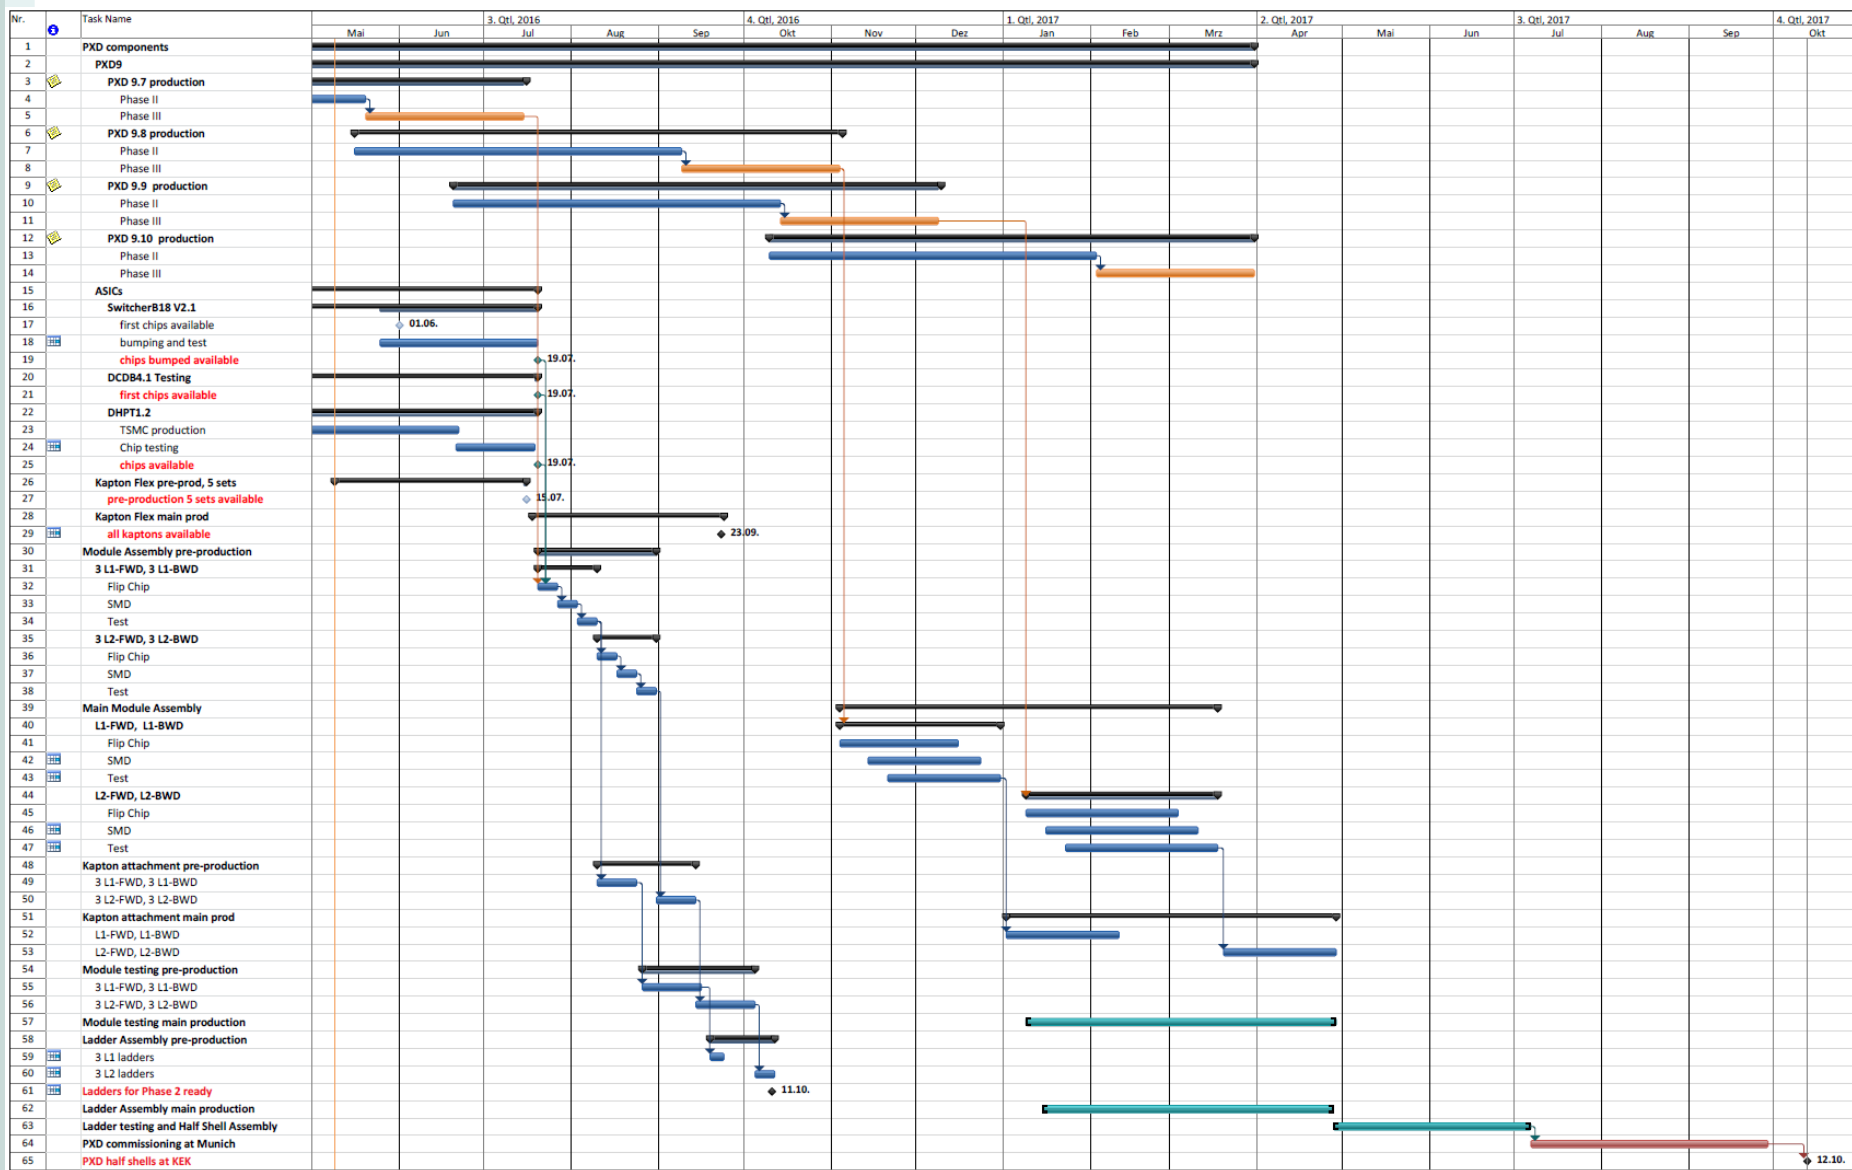 Nr. Task Name 3. Qtl, 2016 4. Qtl, 2016 1. Qtl, 2017 2. Qtl, 2017 3. Qtl, 2017 4. Qtl, 2017
Mai Jun Jul Aug Sep Okt Nov Dez Jan Feb Mrz Apr Mai Jun Jul Aug Sep Okt
1 PXD components
2 PXD9
3 PXD 9.7 production
4 Phase II
5 Phase III
6 PXD 9.8 production
7 Phase II
8 Phase III
9 PXD 9.9 production
10 Phase II
11 Phase III
12 PXD 9.10 production
13 Phase II
14 Phase III
15 ASICs
16 SwitcherB18 V2.1
17 first chips available 01.06.
18 bumping and test
19 chips bumped available 19.07.
20 DCDB4.1 Testing
21 first chips available 19.07.
22 DHPT1.2
23 TSMC production
24 Chip testing
25 chips available 19.07.
26 Kapton Flex pre-prod, 5 sets
27 pre-production 5 sets available 15.07.
28 Kapton Flex main prod
29 all kaptons available 23.09.
30 Module Assembly pre-production
31 3 L1-FWD, 3 L1-BWD
32 Flip Chip
33 SMD
34 Test
35 3 L2-FWD, 3 L2-BWD
36 Flip Chip
37 SMD
38 Test
39 Main Module Assembly
40 L1-FWD, L1-BWD
41 Flip Chip
42 SMD
43 Test
44 L2-FWD, L2-BWD
45 Flip Chip
46 SMD
47 Test
48 Kapton attachment pre-production
49 3 L1-FWD, 3 L1-BWD
50 3 L2-FWD, 3 L2-BWD
51 Kapton attachment main prod
52 L1-FWD, L1-BWD
53 L2-FWD, L2-BWD
54 Module testing pre-production
55 3 L1-FWD, 3 L1-BWD
56 3 L2-FWD, 3 L2-BWD
57 Module testing main production
58 Ladder Assembly pre-production
59 3 L1 ladders
60 3 L2 ladders
61 Ladders for Phase 2 ready 11.10.
62 Ladder Assembly main production
63 Ladder testing and Half Shell Assembly
64 PXD commissioning at Munich
65 PXD half shells at KEK 12.10.